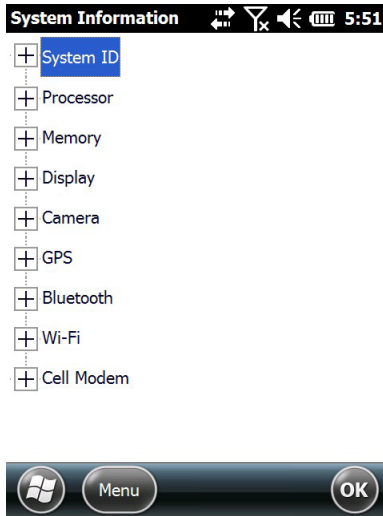 System Information 5:51
System ID
Processor
Memory
Display
Camera
GPS
Bluetooth
Wi-Fi
Cell Modem
Menu OK